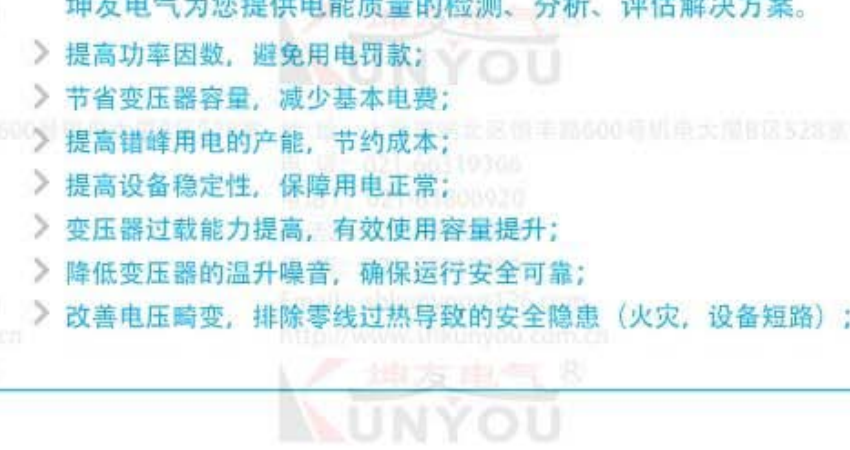 坤友电气为您提供电能质量的检测、分析、评估解决方案。
提高功率因数，避免用电罚款；
节省变压器容量，减少基本电费；
提高错峰用电的产能，节约成本；
提高设备稳定性，保障用电正常；
变压器过载能力提高，有效使用容量提升；
降低变压器的温升噪音，确保运行安全可靠；
改善电压畸变，排除零线过热导致的安全隐患（火灾，设备短路）；
坤友电气 ®
KUNYOU